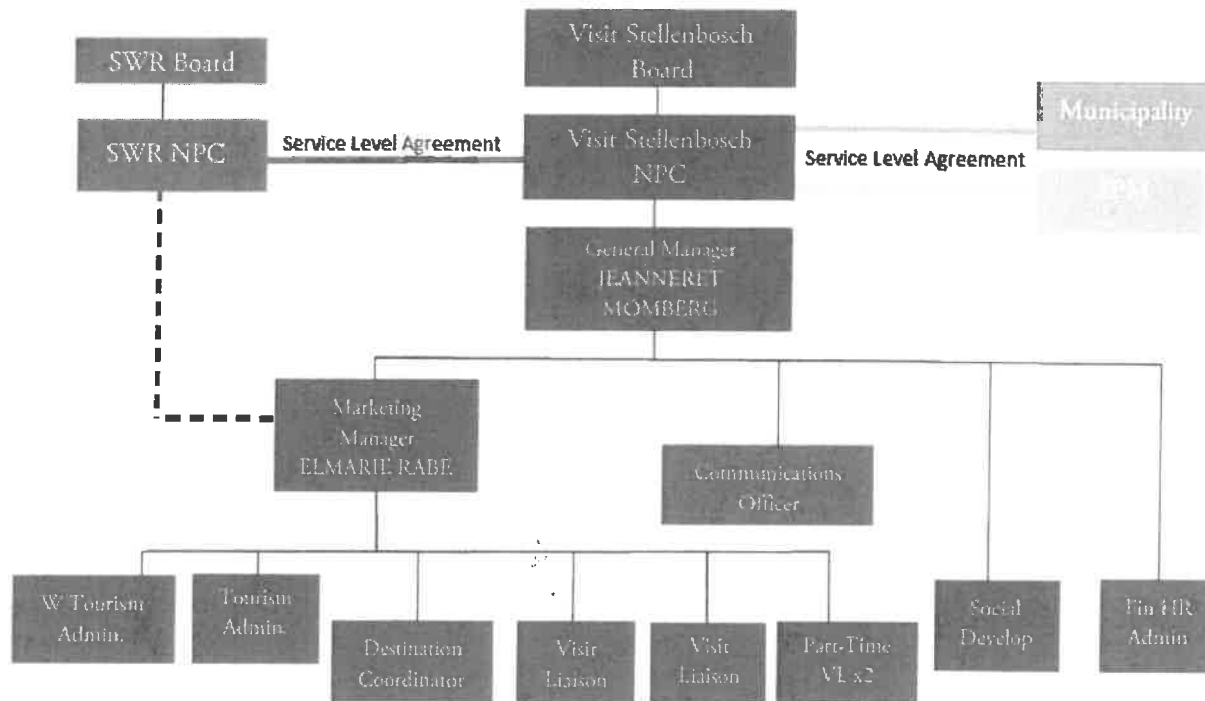 Visit Stellenbosch
Board
SWR Board
Municipality
SWR NPC
Service Level Agreement
Visit Stellenbosch
NPC
Service Level Agreement
General Manager
JEANNERET
MOMBERG
Marketing
Manager
ELMARIE RABE
Communications
Officer
W Tourism
Admin.
Tourism
Admin.
Destination
Coordinator
Visit
Liaison
Visit
Liaison
Part-Time
VL x2
Social
Develop
Fin HR
Admin